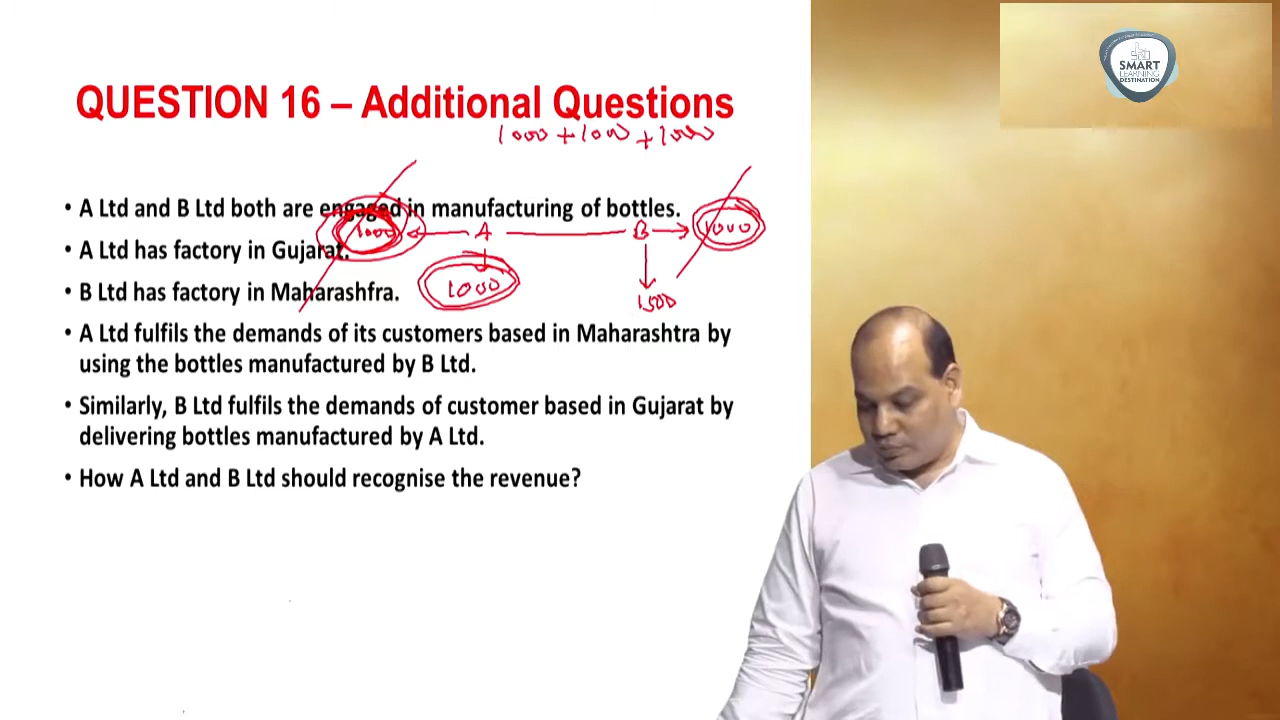 SMART
LEARNING
DESTINATION
QUESTION 16 – Additional Questions
1000 + 1000 + 1000
• A Ltd and B Ltd both are engaged in manufacturing of bottles.
1000 A B 1000
• A Ltd has factory in Gujarat.
1000 1500
• B Ltd has factory in Maharashfra.
• A Ltd fulfils the demands of its customers based in Maharashtra by
using the bottles manufactured by B Ltd.
• Similarly, B Ltd fulfils the demands of customer based in Gujarat by
delivering bottles manufactured by A Ltd.
• How A Ltd and B Ltd should recognise the revenue?